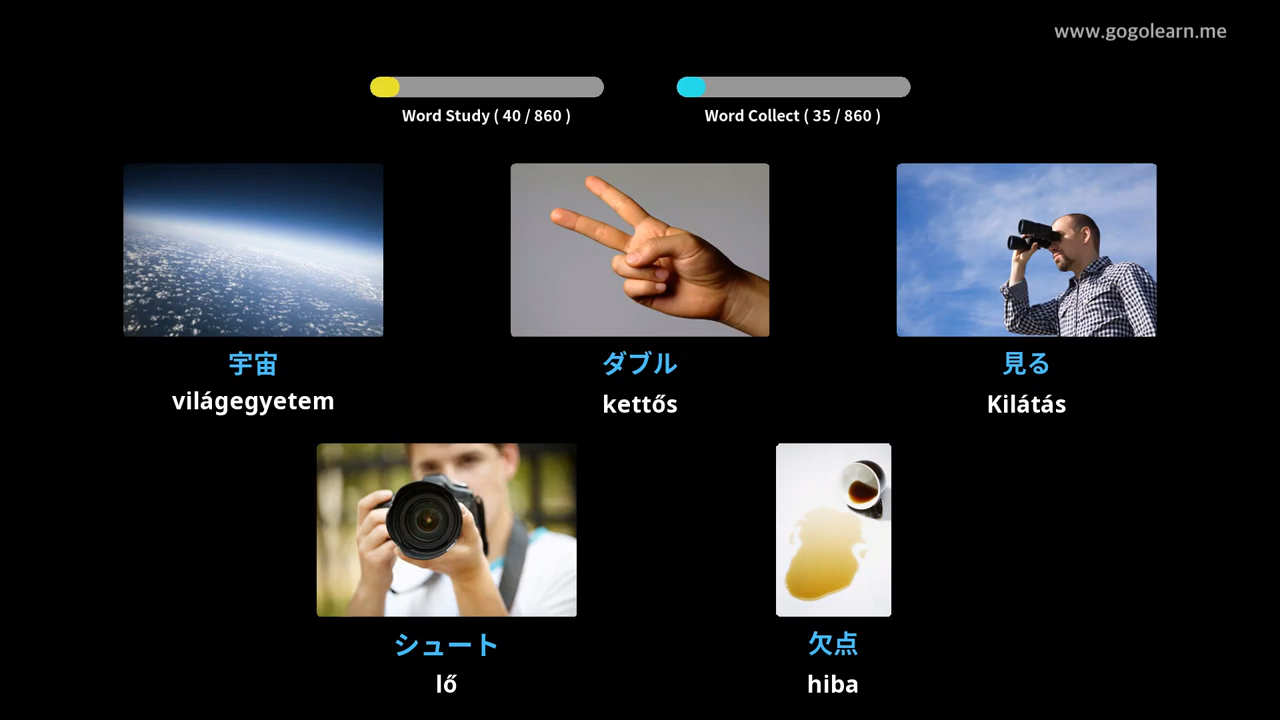 www.gogolearn.me
Word Study ( 40 / 860 )
Word Collect ( 35 / 860 )
宇宙
világegyetem
ダブル
kettős
見る
Kilátás
シュート
lő
欠点
hiba